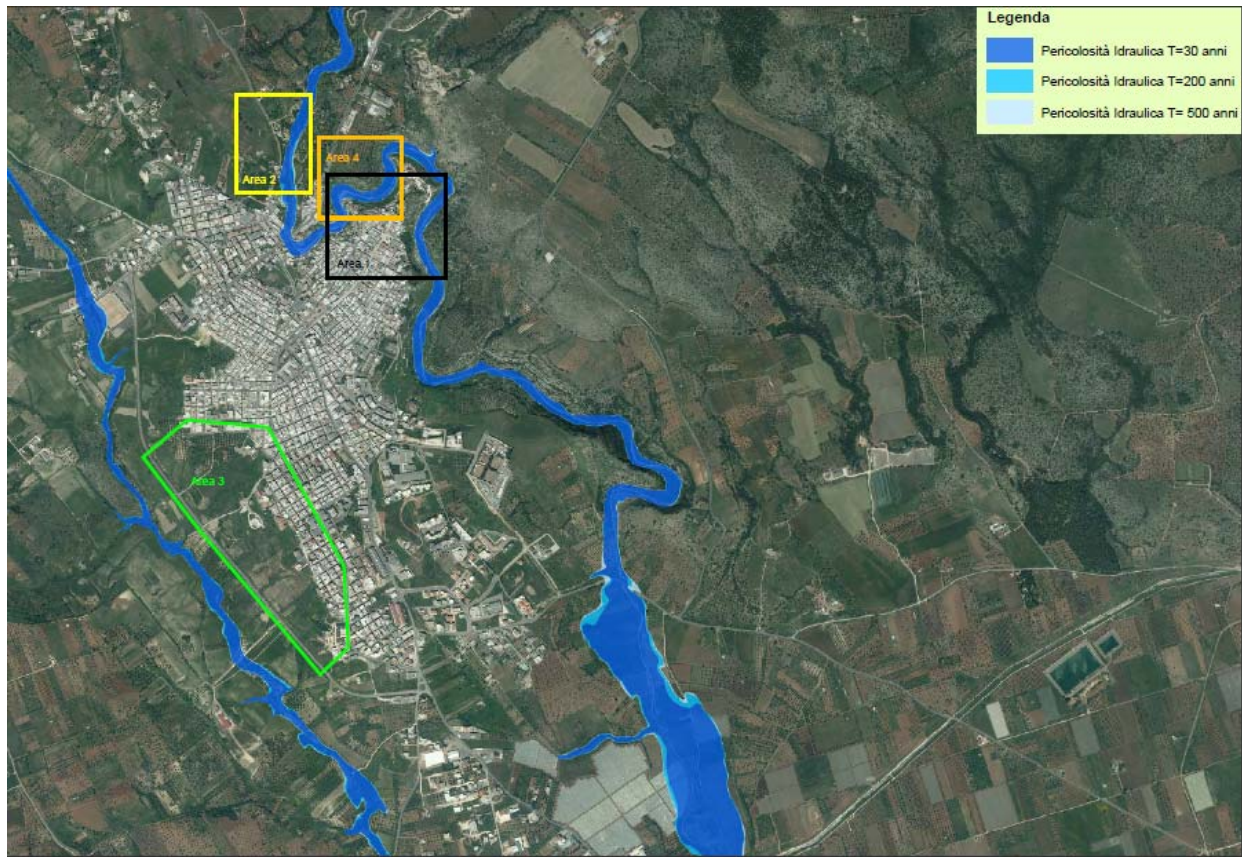 Legenda
Pericolosità Idraulica T=30 anni
Pericolosità Idraulica T=200 anni
Pericolosità Idraulica T= 500 anni
Area 4
Area 2
Area 1
Area 3